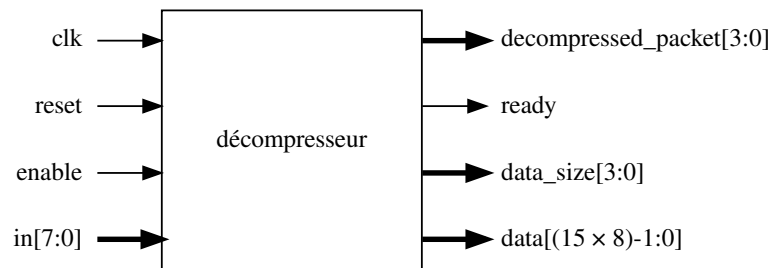 clk
reset
enable
in[7:0]
décompresseur
decompressed_packet[3:0]
ready
data_size[3:0]
data[(15 × 8)-1:0]